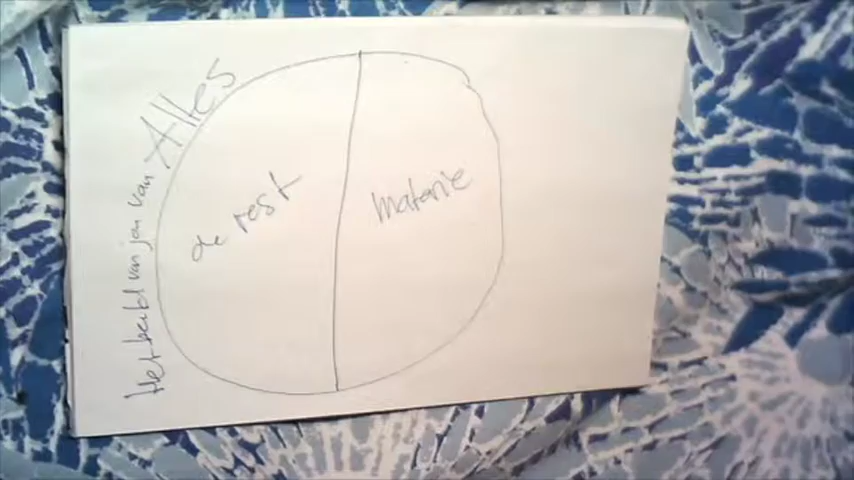 Het beeld van jou van Alles
de rest
materie